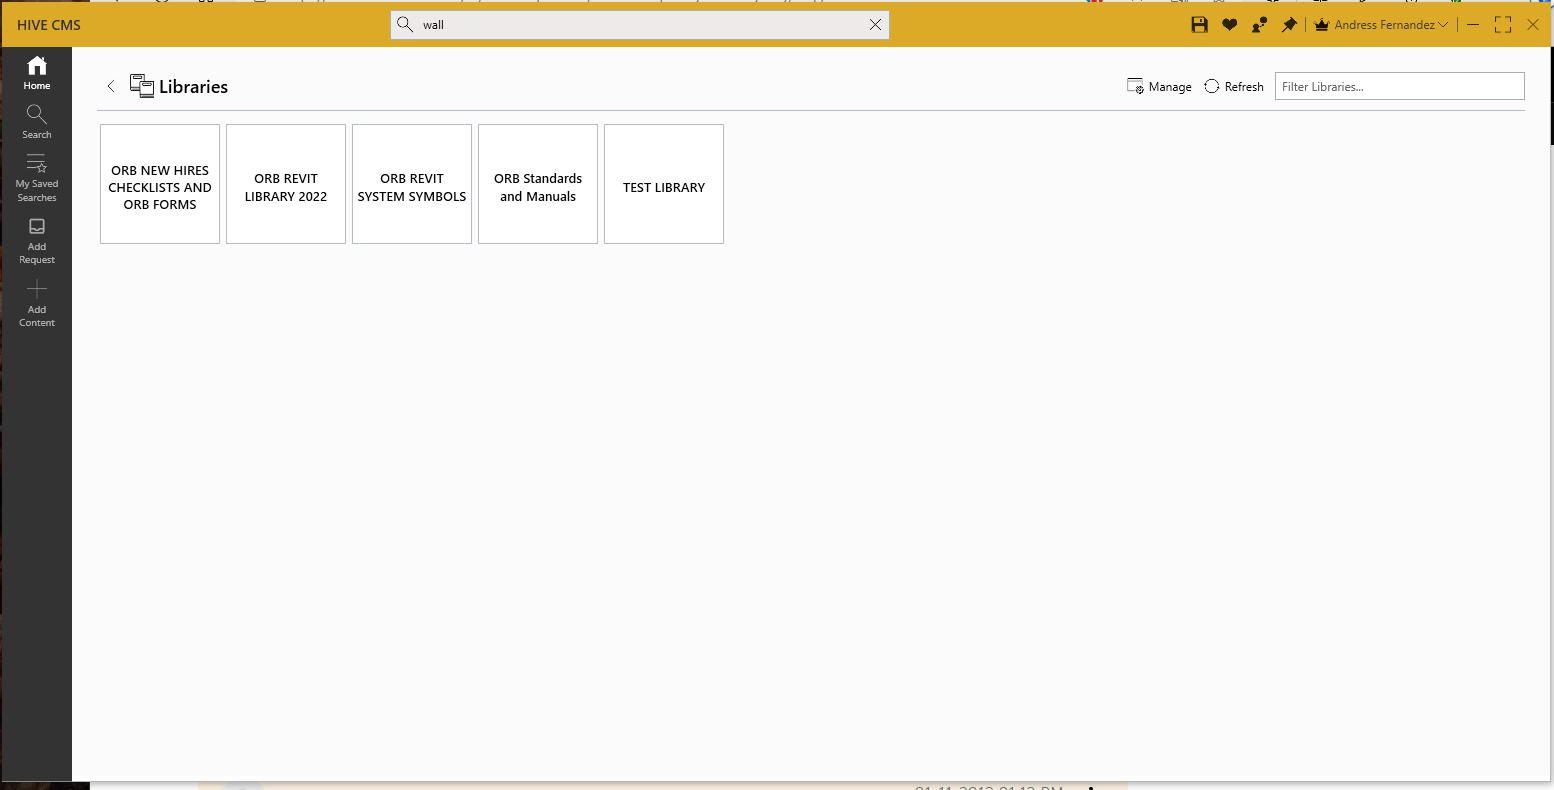 HIVE CMS
wall
Andress Fernandez
Home
Search
My Saved
Searches
Add
Request
Add
Content
Libraries
Manage
Refresh
Filter Libraries...
ORB NEW HIRES
CHECKLISTS AND
ORB FORMS
ORB REVIT
LIBRARY 2022
ORB REVIT
SYSTEM SYMBOLS
ORB Standards
and Manuals
TEST LIBRARY